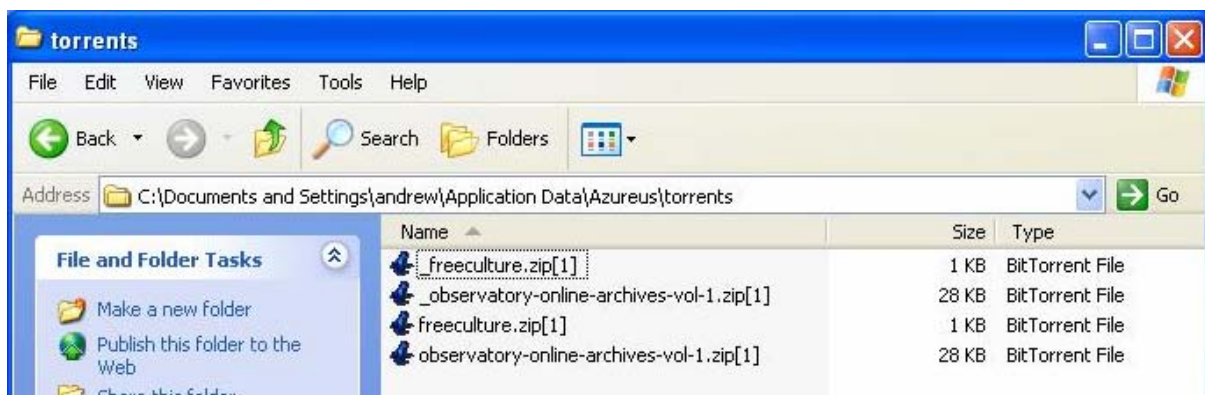 torrents
File Edit View Favorites Tools Help
Back Search Folders
Address C:\Documents and Settings\andrew\Application Data\Azureus\torrents Go
Name Size Type
File and Folder Tasks
Make a new folder
Publish this folder to the
Web
Share this folder
_freeculture.zip[1] 1 KB BitTorrent File
_observatory-online-archives-vol-1.zip[1] 28 KB BitTorrent File
freeculture.zip[1] 1 KB BitTorrent File
observatory-online-archives-vol-1.zip[1] 28 KB BitTorrent File